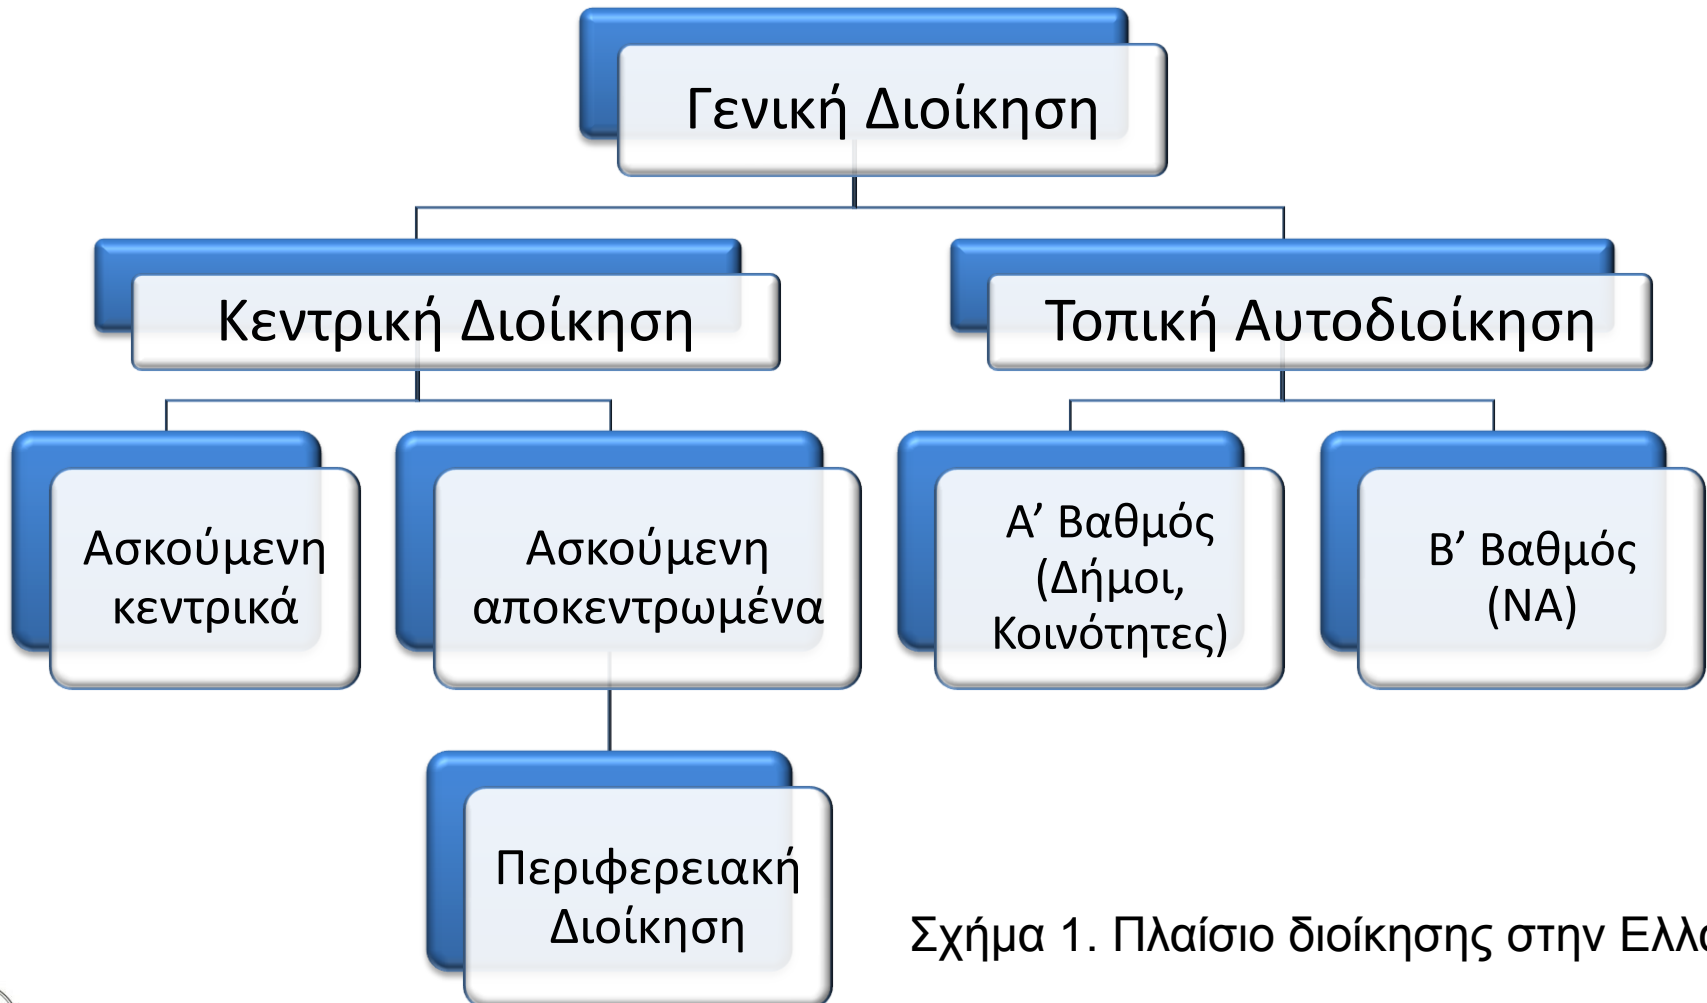 Γενική Διοίκηση
Κεντρική Διοίκηση
Τοπική Αυτοδιοίκηση
Ασκούμενη
κεντρικά
Ασκούμενη
αποκεντρωμένα
Α’ Βαθμός
(Δήμοι,
Κοινότητες)
Β’ Βαθμός
(ΝΑ)
Περιφερειακή
Διοίκηση
Σχήμα 1. Πλαίσιο διοίκησης στην